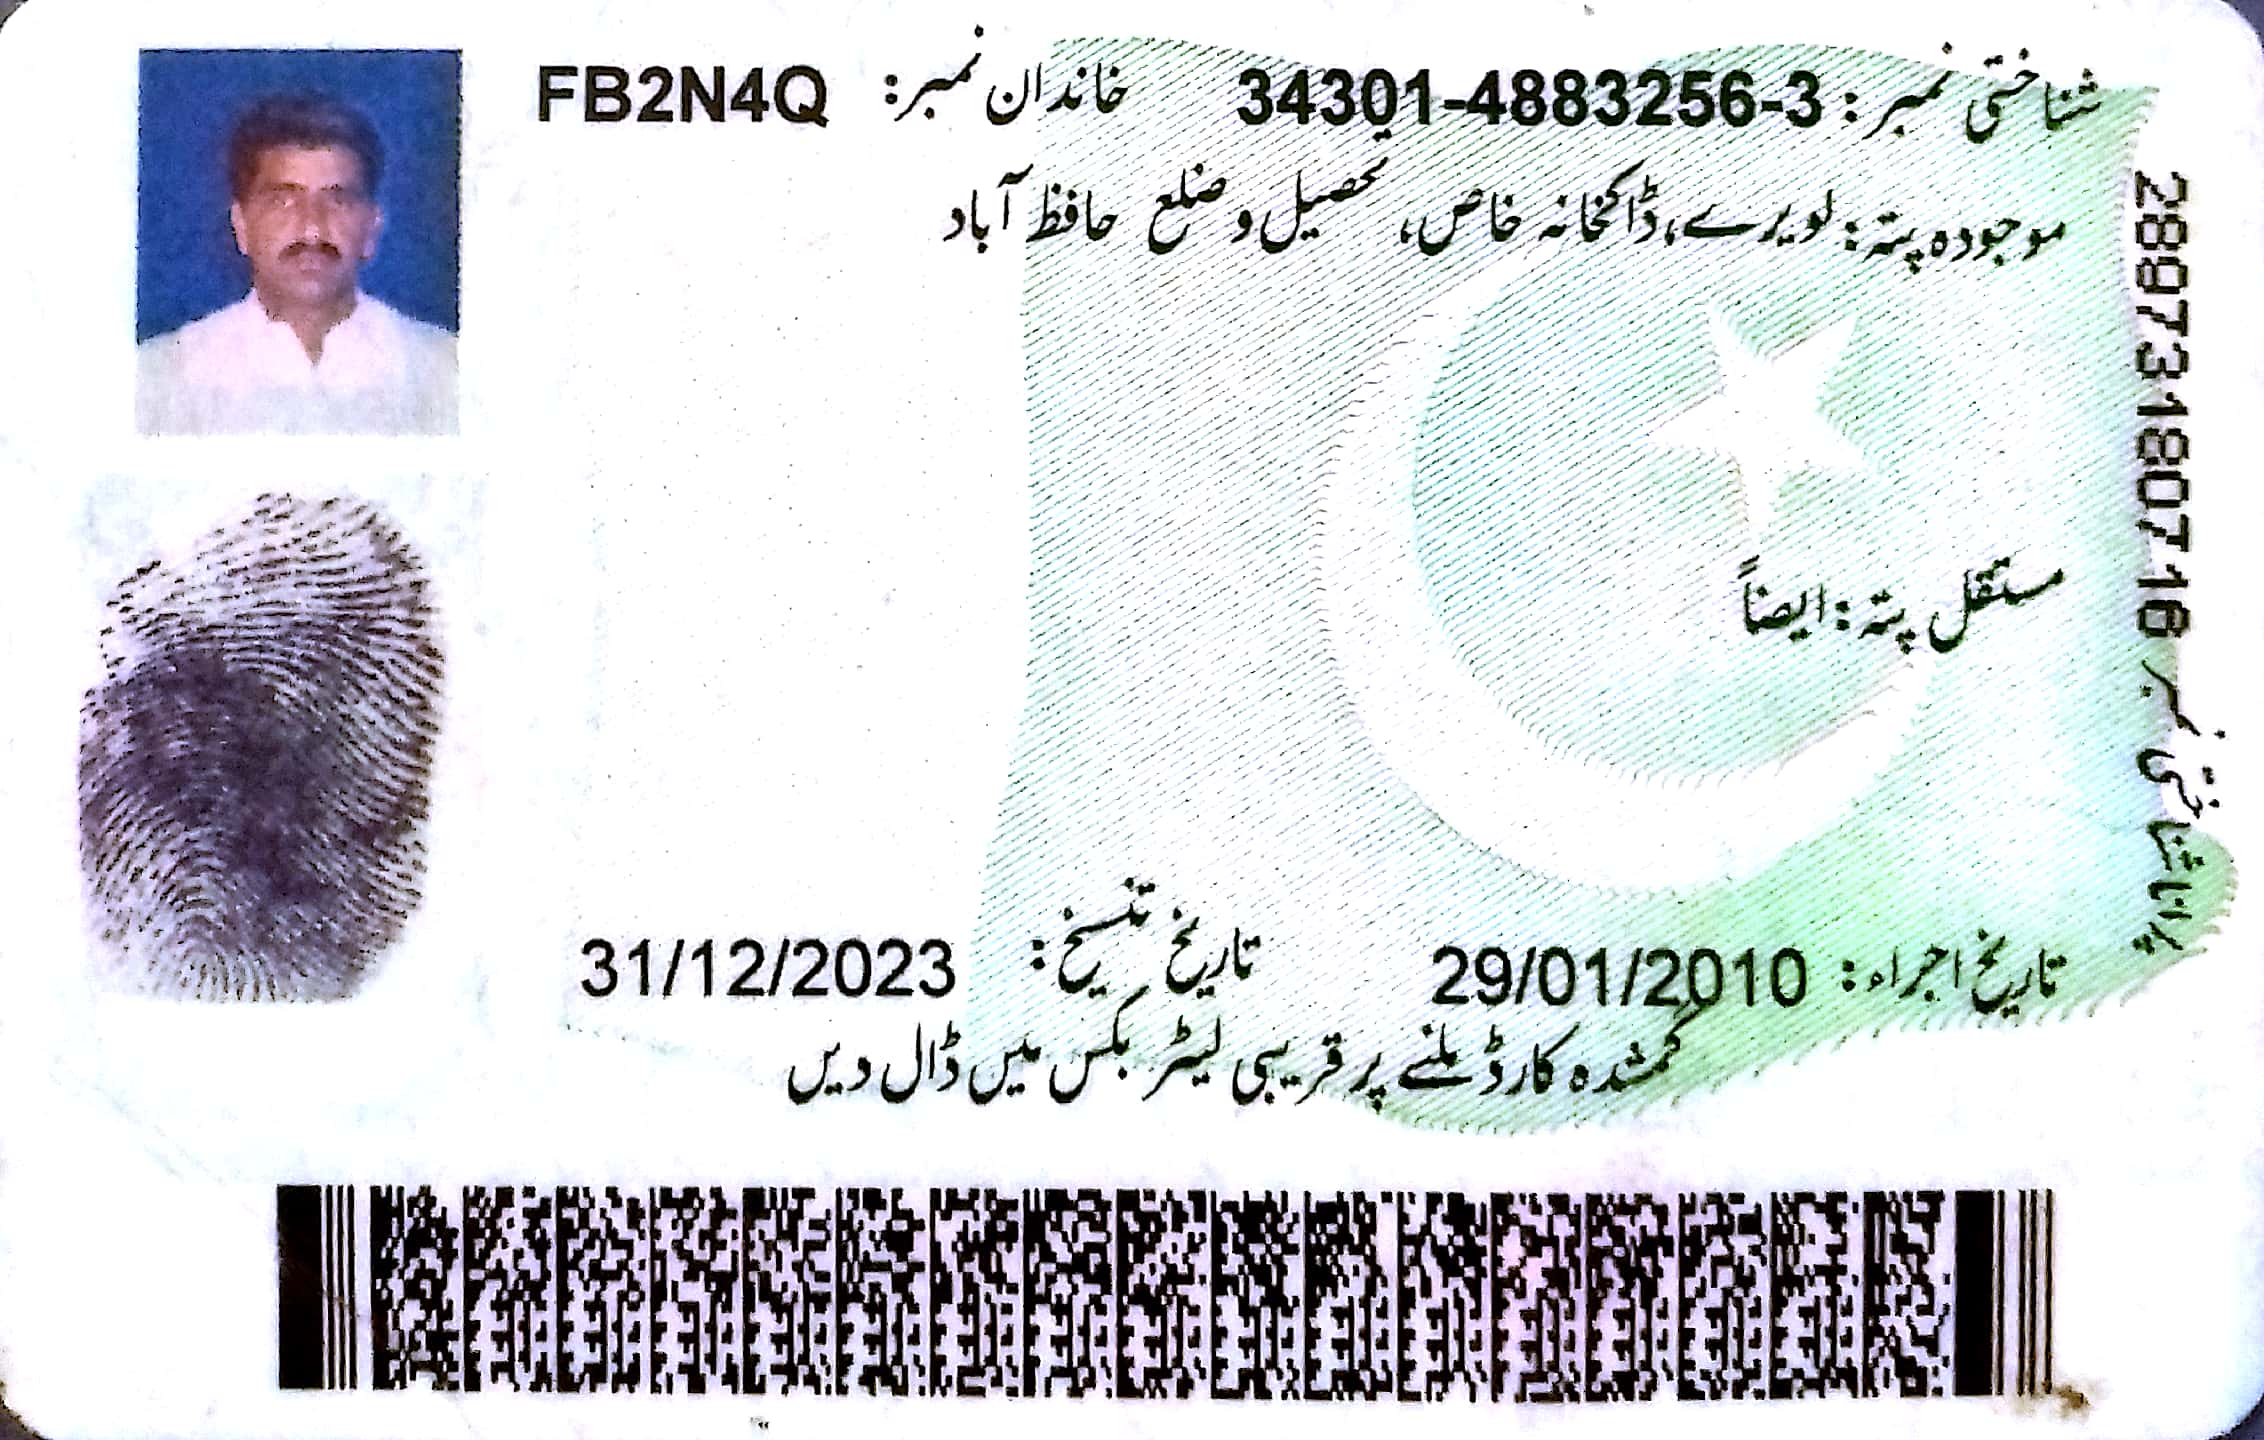 شناختی نمبر: 34301-4883256-3 خاندان نمبر: FB2N4Q
موجودہ پتہ: لویرے، ڈاکخانہ خاص، تحصیل و ضلع حافظ آباد
مستقل پتہ: ایضاً
تاریخ اجراء: 29/01/2010 تاریخ تنسیخ: 31/12/2023
گمشدہ کارڈ ملنے پر قریبی لیٹر بکس میں ڈال دیں
پرانا شناختی نمبر 28973180716